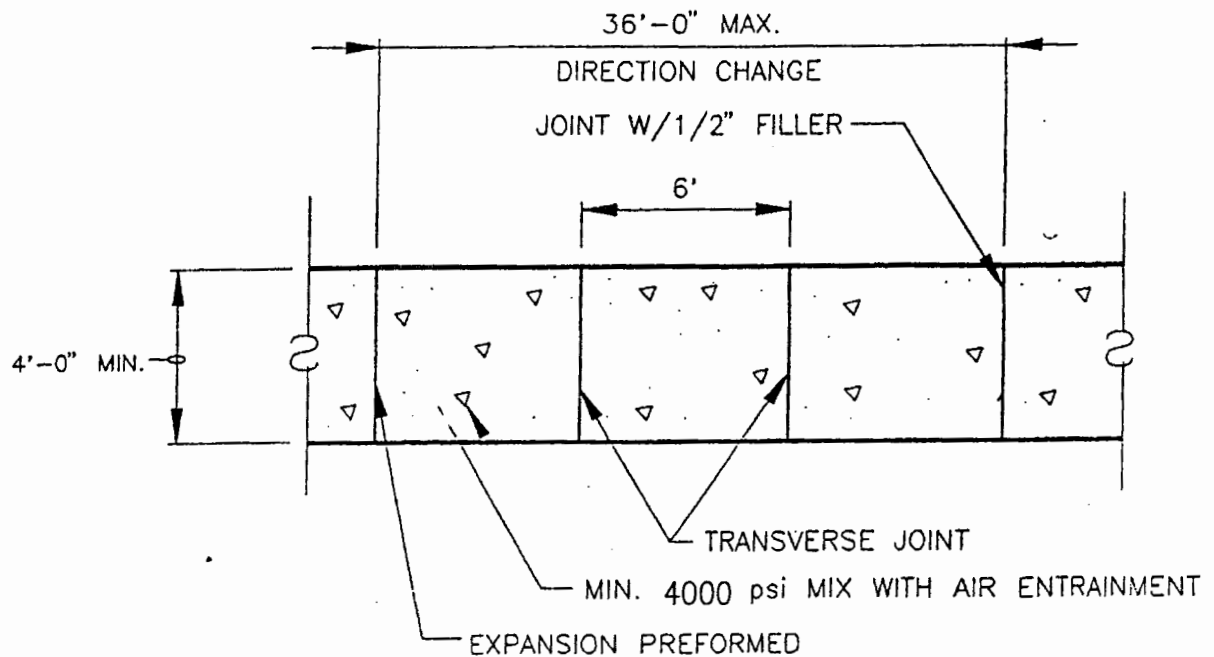 36'-0" MAX.
DIRECTION CHANGE
JOINT W/1/2" FILLER
6'
4'-0" MIN.
TRANSVERSE JOINT
MIN. 4000 psi MIX WITH AIR ENTRAINMENT
EXPANSION PREFORMED